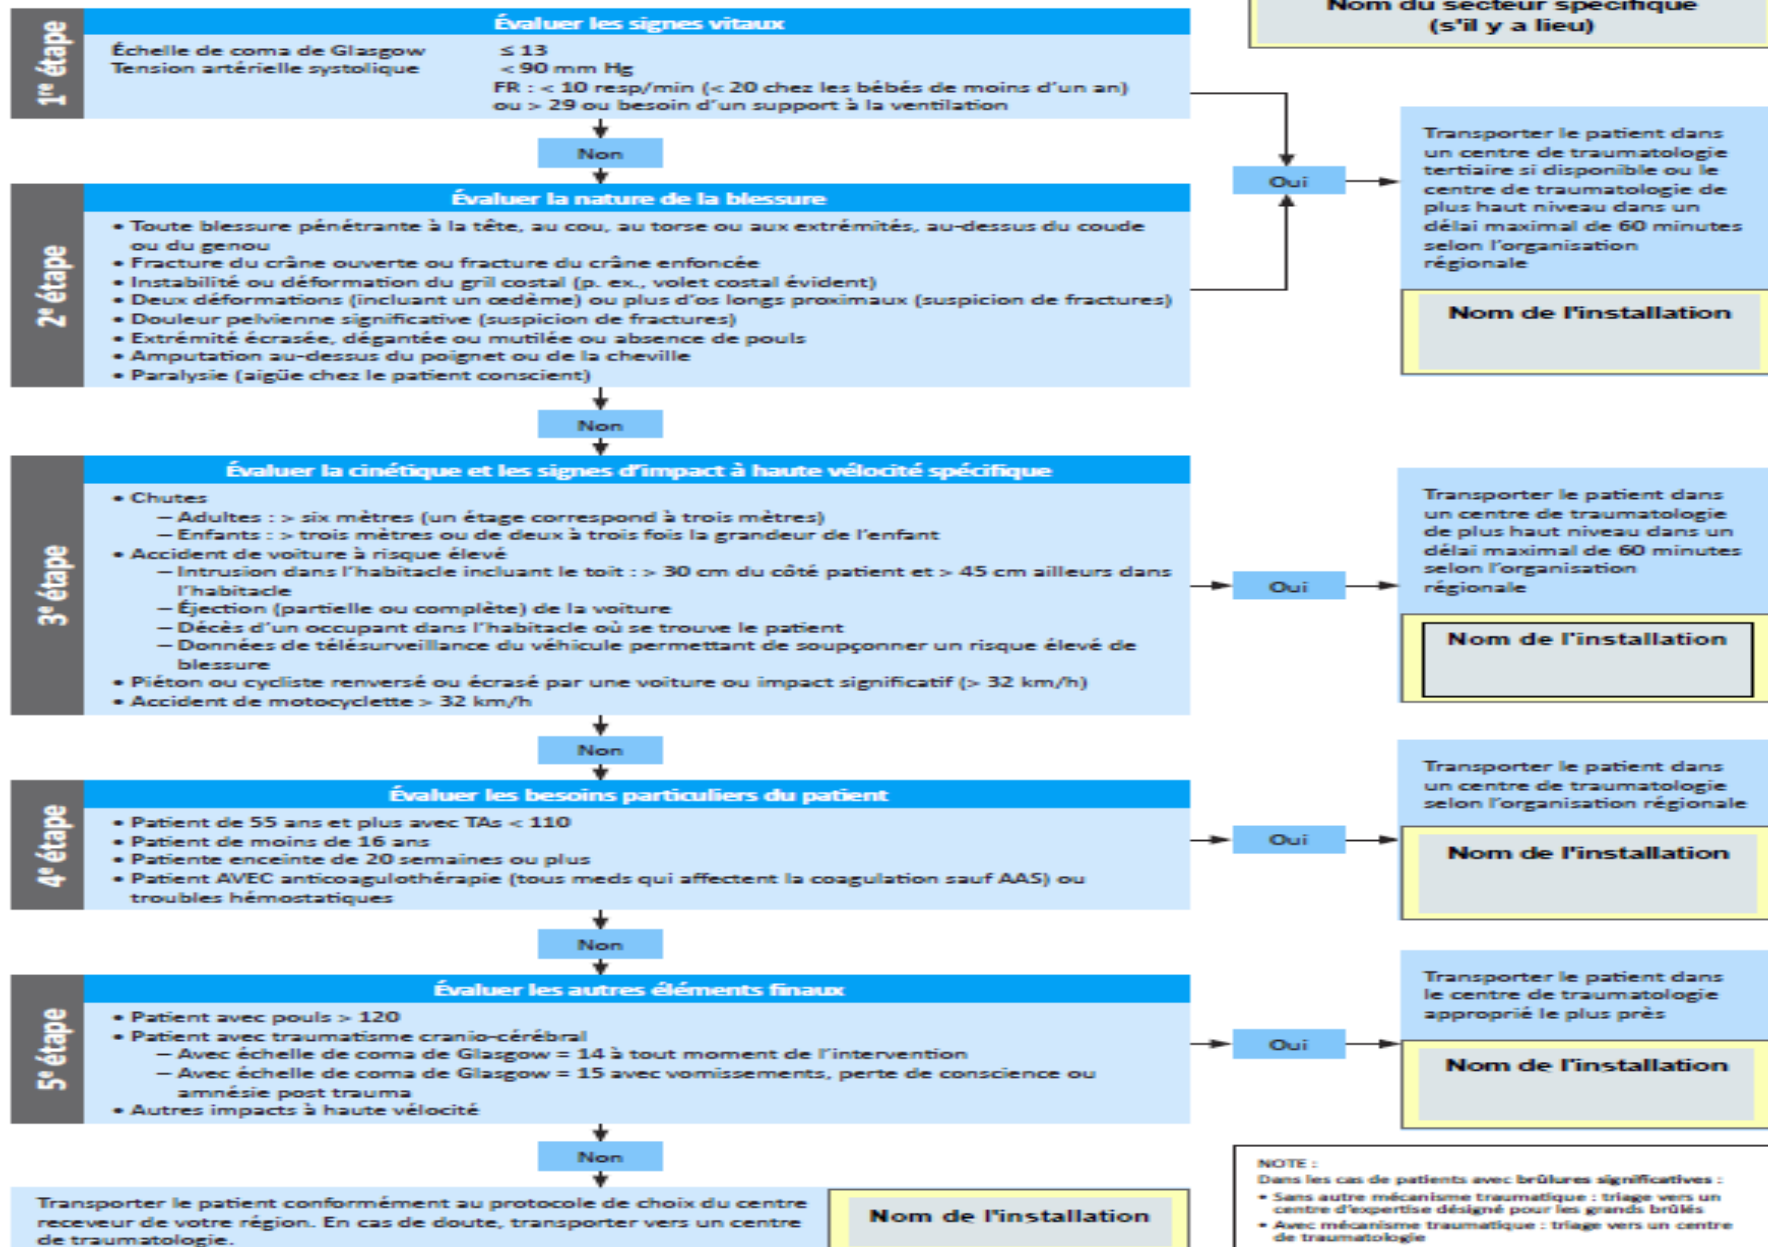 Nom du secteur spécifique
(s'il y a lieu)
1re étape
Évaluer les signes vitaux
Échelle de coma de Glasgow ≤ 13
Tension artérielle systolique < 90 mm Hg
FR : < 10 resp/min (< 20 chez les bébés de moins d'un an)
ou > 29 ou besoin d'un support à la ventilation
Non
Oui
Transporter le patient dans
un centre de traumatologie
tertiaire si disponible ou le
centre de traumatologie de
plus haut niveau dans un
délai maximal de 60 minutes
selon l'organisation
régionale
Nom de l'installation
2e étape
Évaluer la nature de la blessure
• Toute blessure pénétrante à la tête, au cou, au torse ou aux extrémités, au-dessus du coude
ou du genou
• Fracture du crâne ouverte ou fracture du crâne enfoncée
• Instabilité ou déformation du gril costal (p. ex., volet costal évident)
• Deux déformations (incluant un œdème) ou plus d'os longs proximaux (suspicion de fractures)
• Douleur pelvienne significative (suspicion de fractures)
• Extrémité écrasée, dégantée ou mutilée ou absence de pouls
• Amputation au-dessus du poignet ou de la cheville
• Paralysie (aigüe chez le patient conscient)
Non
3e étape
Évaluer la cinétique et les signes d'impact à haute vélocité spécifique
• Chutes
– Adultes : > six mètres (un étage correspond à trois mètres)
– Enfants : > trois mètres ou de deux à trois fois la grandeur de l'enfant
• Accident de voiture à risque élevé
– Intrusion dans l'habitacle incluant le toit : > 30 cm du côté patient et > 45 cm ailleurs dans
l'habitacle
– Éjection (partielle ou complète) de la voiture
– Décès d'un occupant dans l'habitacle où se trouve le patient
– Données de télésurveillance du véhicule permettant de soupçonner un risque élevé de
blessure
• Piéton ou cycliste renversé ou écrasé par une voiture ou impact significatif (> 32 km/h)
• Accident de motocyclette > 32 km/h
Oui
Transporter le patient dans
un centre de traumatologie
de plus haut niveau dans un
délai maximal de 60 minutes
selon l'organisation
régionale
Nom de l'installation
Non
4e étape
Évaluer les besoins particuliers du patient
• Patient de 55 ans et plus avec TAs < 110
• Patient de moins de 16 ans
• Patiente enceinte de 20 semaines ou plus
• Patient AVEC anticoagulothérapie (tous meds qui affectent la coagulation sauf AAS) ou
troubles hémostatiques
Oui
Transporter le patient dans
un centre de traumatologie
selon l'organisation régionale
Nom de l'installation
Non
5e étape
Évaluer les autres éléments finaux
• Patient avec pouls > 120
• Patient avec traumatisme cranio-cérébral
– Avec échelle de coma de Glasgow = 14 à tout moment de l'intervention
– Avec échelle de coma de Glasgow = 15 avec vomissements, perte de conscience ou
amnésie post trauma
• Autres impacts à haute vélocité
Oui
Transporter le patient dans
le centre de traumatologie
approprié le plus près
Nom de l'installation
Non
Transporter le patient conformément au protocole de choix du centre
receveur de votre région. En cas de doute, transporter vers un centre
de traumatologie.
Nom de l'installation
NOTE :
Dans les cas de patients avec brûlures significatives :
• Sans autre mécanisme traumatique : triage vers un
centre d'expertise désigné pour les grands brûlés
• Avec mécanisme traumatique : triage vers un centre
de traumatologie